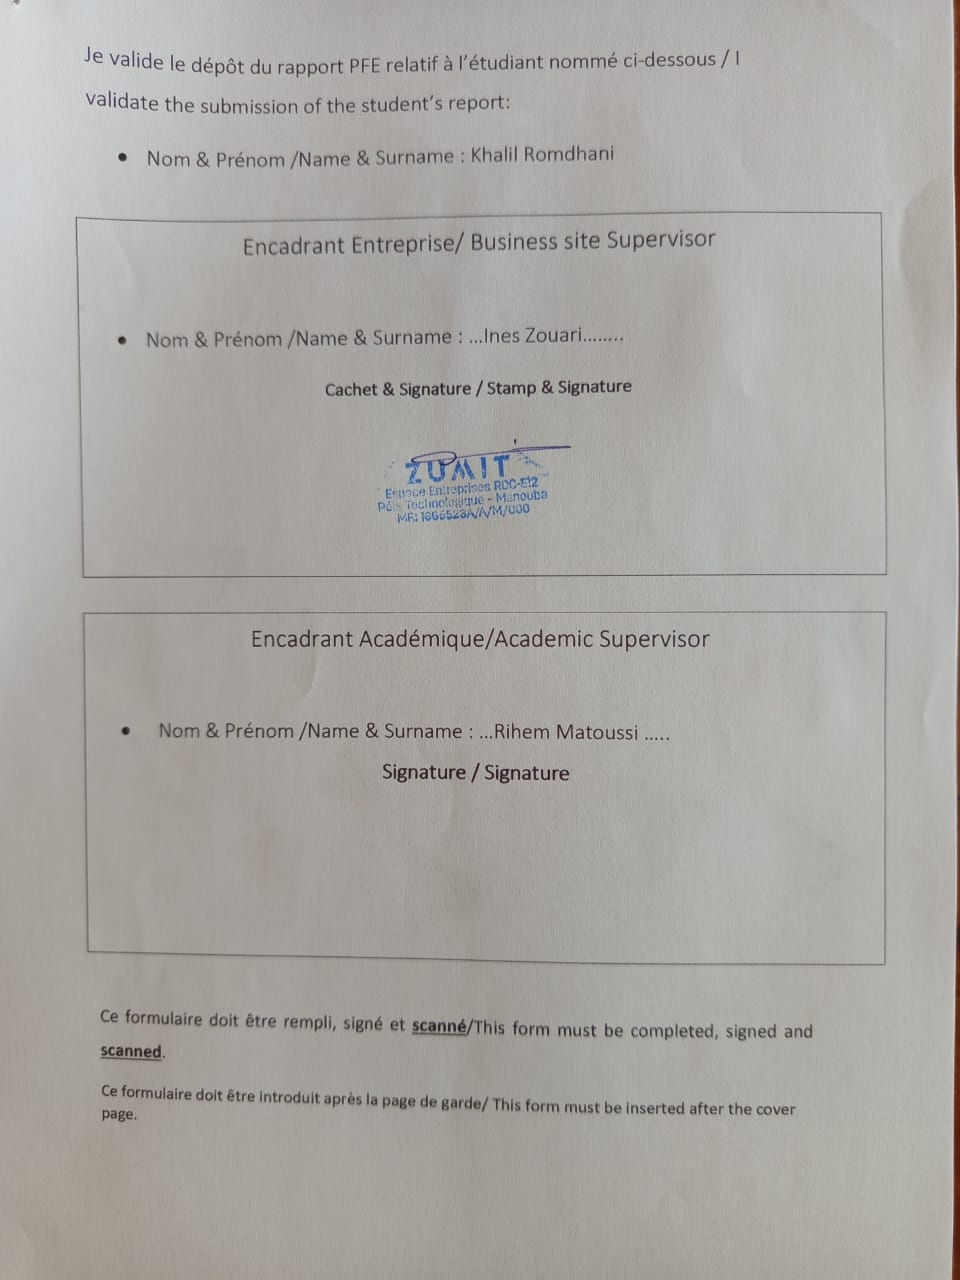 Je valide le dépôt du rapport PFE relatif à l'étudiant nommé ci-dessous / I
validate the submission of the student's report:
• Nom & Prénom /Name & Surname : Khalil Romdhani
Encadrant Entreprise/ Business site Supervisor
• Nom & Prénom /Name & Surname : ...Ines Zouari........
Cachet & Signature / Stamp & Signature
ZUMIT
Espace Entreprises RDC-E12
Pôle Technologique - Manouba
MF: /A/M/000
Encadrant Académique/Academic Supervisor
• Nom & Prénom /Name & Surname : ...Rihem Matoussi .....
Signature / Signature
Ce formulaire doit être rempli, signé et scanné/This form must be completed, signed and
scanned.
Ce formulaire doit être introduit après la page de garde/ This form must be inserted after the cover
page.